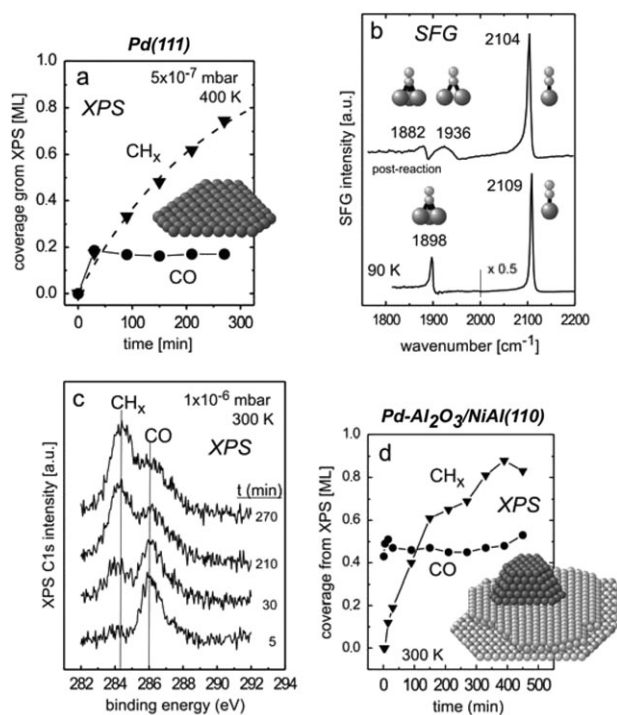 Pd(111)
a
5x10-7 mbar
400 K
XPS
CHx
CO
coverage grom XPS [ML]
0.0
0.2
0.4
0.6
0.8
1.0
0 100 200 300
time [min]
b
SFG
2104
1882 1936
post-reaction
2109
1898
90 K
x 0.5
SFG intensity [a.u.]
1800 1900 2000 2100 2200
wavenumber [cm-1]
c
1x10-6 mbar
300 K
CHx
CO
XPS
t (min)
270
210
30
5
XPS C1s intensity [a.u.]
282 284 286 288 290 292 294
binding energy (eV)
Pd-Al2O3/NiAl(110)
d
CHx
XPS
CO
300 K
coverage from XPS [ML]
1.0
0.8
0.6
0.4
0.2
0.0
0 100 200 300 400 500
time (min)